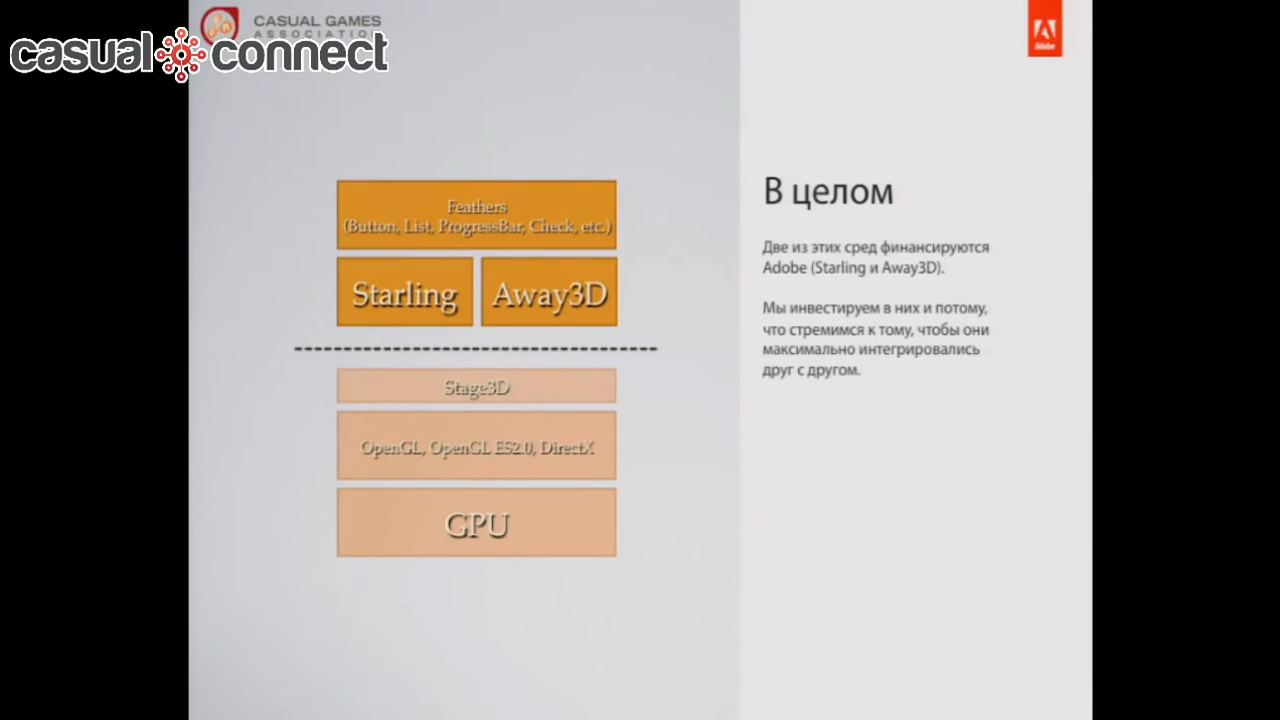 CASUAL GAMES
ASSOCIATION
casual connect
Adobe
Feathers
(Button, List, ProgressBar, Check, etc.)
Starling
Away3D
Stage3D
OpenGL, OpenGL ES2.0, DirectX
GPU
В целом
Две из этих сред финансируются
Adobe (Starling и Away3D).
Мы инвестируем в них и потому,
что стремимся к тому, чтобы они
максимально интегрировались
друг с другом.